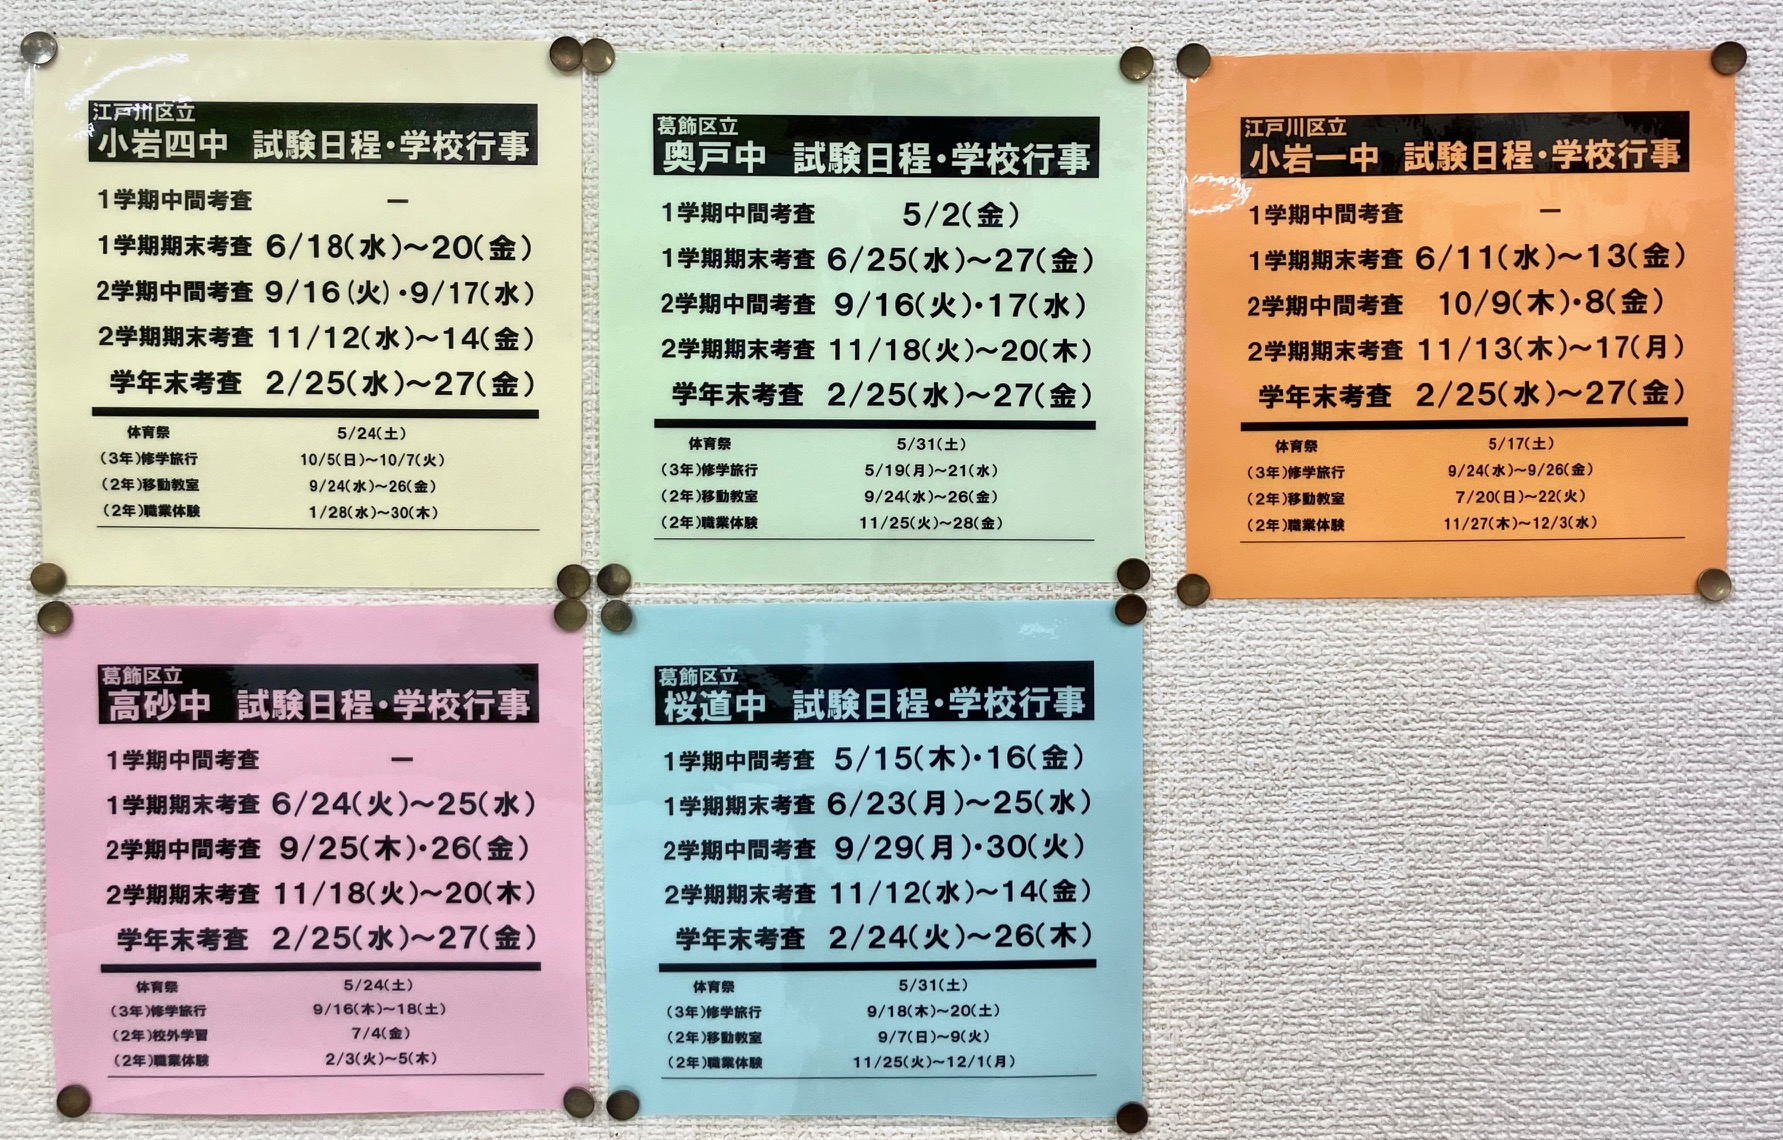 江戸川区立
小岩四中 試験日程・学校行事
1学期中間考査 ー
1学期期末考査 6/18(水)～20(金)
2学期中間考査 9/16(火)・9/17(水)
2学期期末考査 11/12(水)～14(金)
学年末考査 2/25(水)～27(金)
体育祭 5/24(土)
(3年)修学旅行 10/5(日)～10/7(火)
(2年)移動教室 9/24(水)～26(金)
(2年)職業体験 1/28(水)～30(木)
葛飾区立
奥戸中 試験日程・学校行事
1学期中間考査 5/2(金)
1学期期末考査 6/25(水)～27(金)
2学期中間考査 9/16(火)・17(水)
2学期期末考査 11/18(火)～20(木)
学年末考査 2/25(水)～27(金)
体育祭 5/31(土)
(3年)修学旅行 5/19(月)～21(水)
(2年)移動教室 9/24(水)～26(金)
(2年)職業体験 11/25(火)～28(金)
江戸川区立
小岩一中 試験日程・学校行事
1学期中間考査 ー
1学期期末考査 6/11(水)～13(金)
2学期中間考査 10/9(木)・8(金)
2学期期末考査 11/13(木)～17(月)
学年末考査 2/25(水)～27(金)
体育祭 5/17(土)
(3年)修学旅行 9/24(水)～9/26(金)
(2年)移動教室 7/20(日)～22(火)
(2年)職業体験 11/27(木)～12/3(水)
葛飾区立
高砂中 試験日程・学校行事
1学期中間考査 ー
1学期期末考査 6/24(火)～25(水)
2学期中間考査 9/25(木)・26(金)
2学期期末考査 11/18(火)～20(木)
学年末考査 2/25(水)～27(金)
体育祭 5/24(土)
(3年)修学旅行 9/16(木)～18(土)
(2年)校外学習 7/4(金)
(2年)職業体験 2/3(火)～5(木)
葛飾区立
桜道中 試験日程・学校行事
1学期中間考査 5/15(木)・16(金)
1学期期末考査 6/23(月)～25(水)
2学期中間考査 9/29(月)・30(火)
2学期期末考査 11/12(水)～14(金)
学年末考査 2/24(火)～26(木)
体育祭 5/31(土)
(3年)修学旅行 9/18(木)～20(土)
(2年)移動教室 9/7(日)～9(火)
(2年)職業体験 11/25(火)～12/1(月)